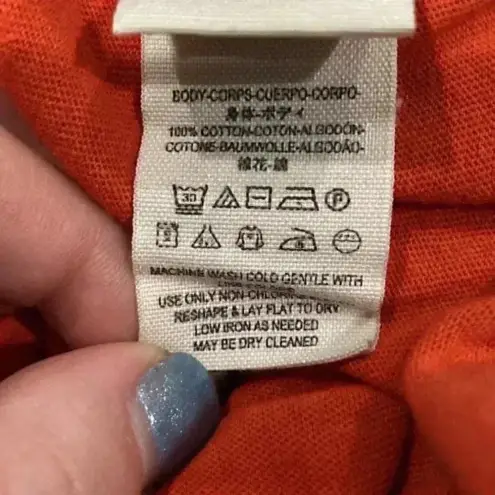 BODY-CORPS-CUERPO-CORPO-
身体-ボディ
100% COTTON-COTON-ALGODÓN-
COTONE-BAUMWOLLE-ALGODÃO-
棉花-綿
30 P
MACHINE WASH COLD GENTLE WITH
USE ONLY NON-CHLORINE
RESHAPE & LAY FLAT TO DRY
LOW IRON AS NEEDED
MAY BE DRY CLEANED